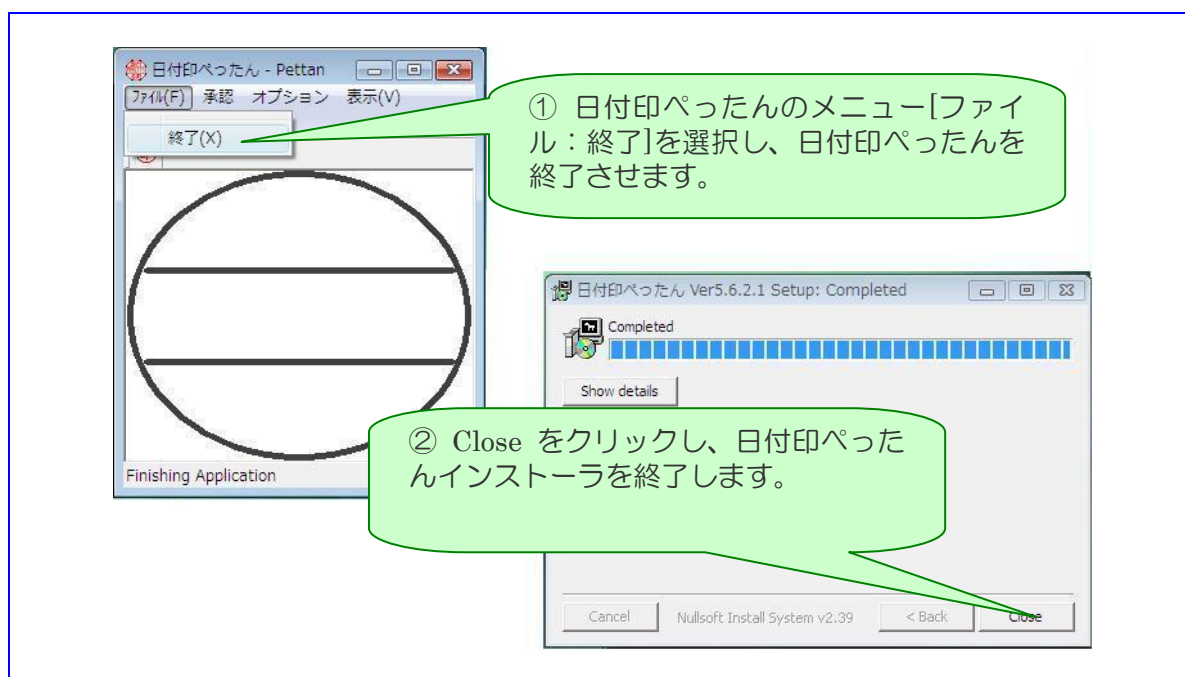 日付印ぺったん - Pettan
ファイル(F) 承認 オプション 表示(V)
終了(X)
① 日付印ぺったんのメニュー[ファイ
ル：終了]を選択し、日付印ぺったんを
終了させます。
Finishing Application
日付印ぺったん Ver5.6.2.1 Setup: Completed
Completed
Show details
② Close をクリックし、日付印ぺった
んインストーラを終了します。
Cancel Nullsoft Install System v2.39 < Back Close